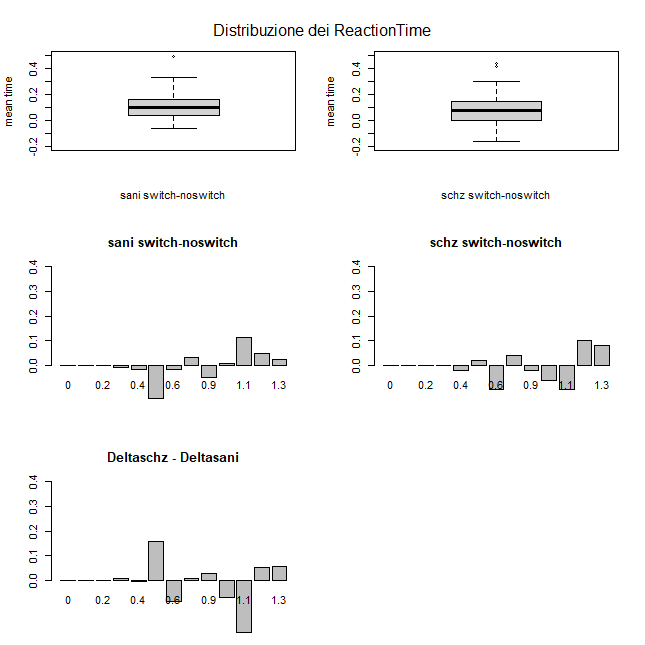 Distribuzione dei ReactionTime
mean time
-0.2 0.0 0.2 0.4
sani switch-noswitch
mean time
-0.2 0.0 0.2 0.4
schz switch-noswitch
sani switch-noswitch
0.0 0.1 0.2 0.3 0.4
0 0.2 0.4 0.6 0.9 1.1 1.3
schz switch-noswitch
0.0 0.1 0.2 0.3 0.4
0 0.2 0.4 0.6 0.9 1.1 1.3
Deltaschz - Deltasani
0.0 0.1 0.2 0.3 0.4
0 0.2 0.4 0.6 0.9 1.1 1.3